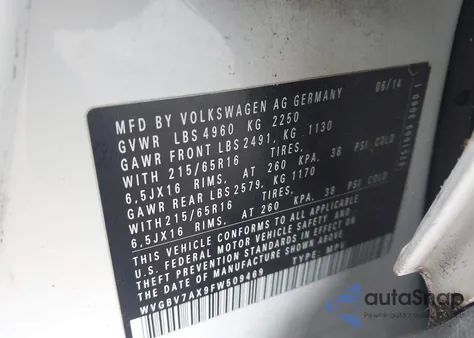 MFD BY VOLKSWAGEN AG GERMANY 06/14
GVWR LBS 4960 KG 2250
GAWR FRONT LBS 2491, KG 1130
WITH 215/65R16 TIRES,
6,5JX16 RIMS. AT 260 KPA, 38 PSI COLD
GAWR REAR LBS 2579, KG 1170
WITH 215/65R16 TIRES,
6,5JX16 RIMS. AT 260 KPA, 38 PSI COLD
THIS VEHICLE CONFORMS TO ALL APPLICABLE
U.S. FEDERAL MOTOR VEHICLE SAFETY AND
THEFT PREVENTION STANDARDS IN EFFECT ON
THE DATE OF MANUFACTURE SHOWN ABOVE.
WVGBV7AX9FW509469 TYPE: MPV
autoSnap